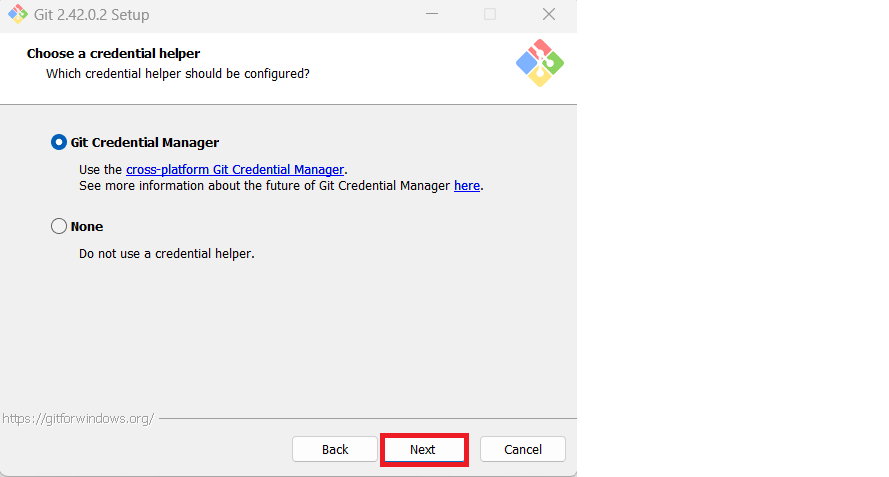 Git 2.42.0.2 Setup
Choose a credential helper
Which credential helper should be configured?
Git Credential Manager
Use the cross-platform Git Credential Manager.
See more information about the future of Git Credential Manager here.
None
Do not use a credential helper.
https://gitforwindows.org/
Back Next Cancel